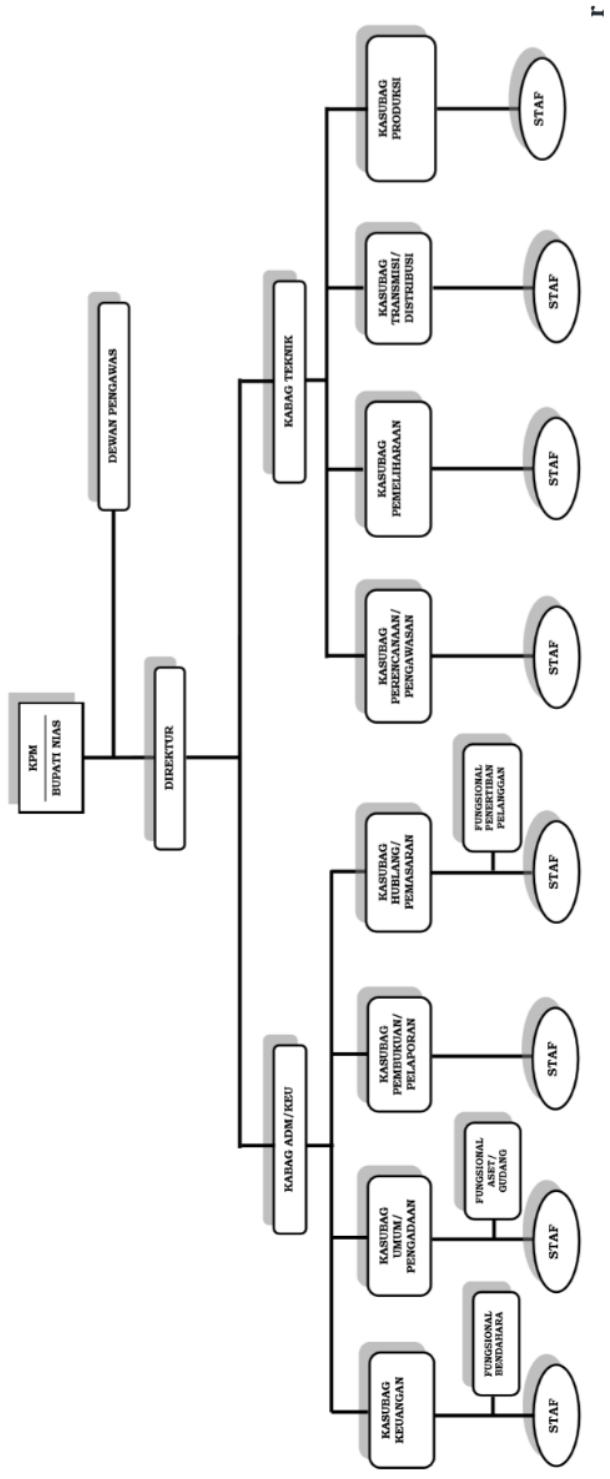 KPM
BUPATI NIAS
DEWAN PENGAWAS
DIREKTUR
KABAG ADM/KEU
KABAG TEKNIK
KASUBAG
KEUANGAN
KASUBAG
UMUM/
PENGADAAN
KASUBAG
PEMBUKUAN/
PELAPORAN
KASUBAG
HUBLANG/
PEMASARAN
KASUBAG
PERENCANAAN/
PENGAWASAN
KASUBAG
PEMELIHARAAN
KASUBAG
TRANSMISI/
DISTRIBUSI
KASUBAG
PRODUKSI
FUNGSIONAL
BENDAHARA
FUNGSIONAL
ASET/
GUDANG
FUNGSIONAL
PENERTIBAN
PELANGGAN
STAF
STAF
STAF
STAF
STAF
STAF
STAF
STAF
r